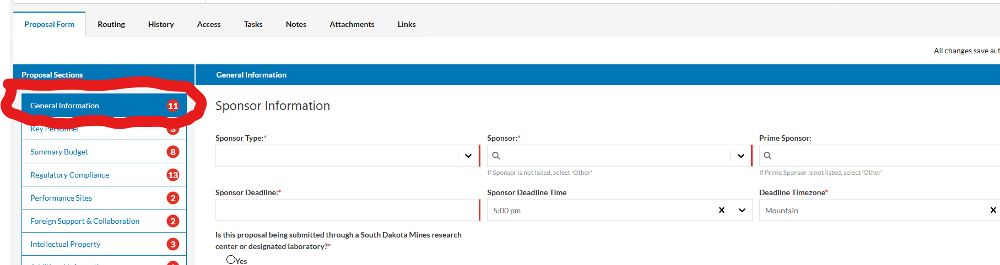 Proposal Form Routing History Access Tasks Notes Attachments Links
All changes save aut
Proposal Sections
General Information 11
Key Personnel 3
Summary Budget 8
Regulatory Compliance 13
Performance Sites 2
Foreign Support & Collaboration 2
Intellectual Property 3
General Information
Sponsor Information
Sponsor Type:* Sponsor:* Prime Sponsor:
If Sponsor is not listed, select 'Other' If Prime Sponsor is not listed, select 'Other'
Sponsor Deadline:* Sponsor Deadline Time Deadline Timezone*
5:00 pm Mountain
Is this proposal being submitted through a South Dakota Mines research
center or designated laboratory?*
Yes